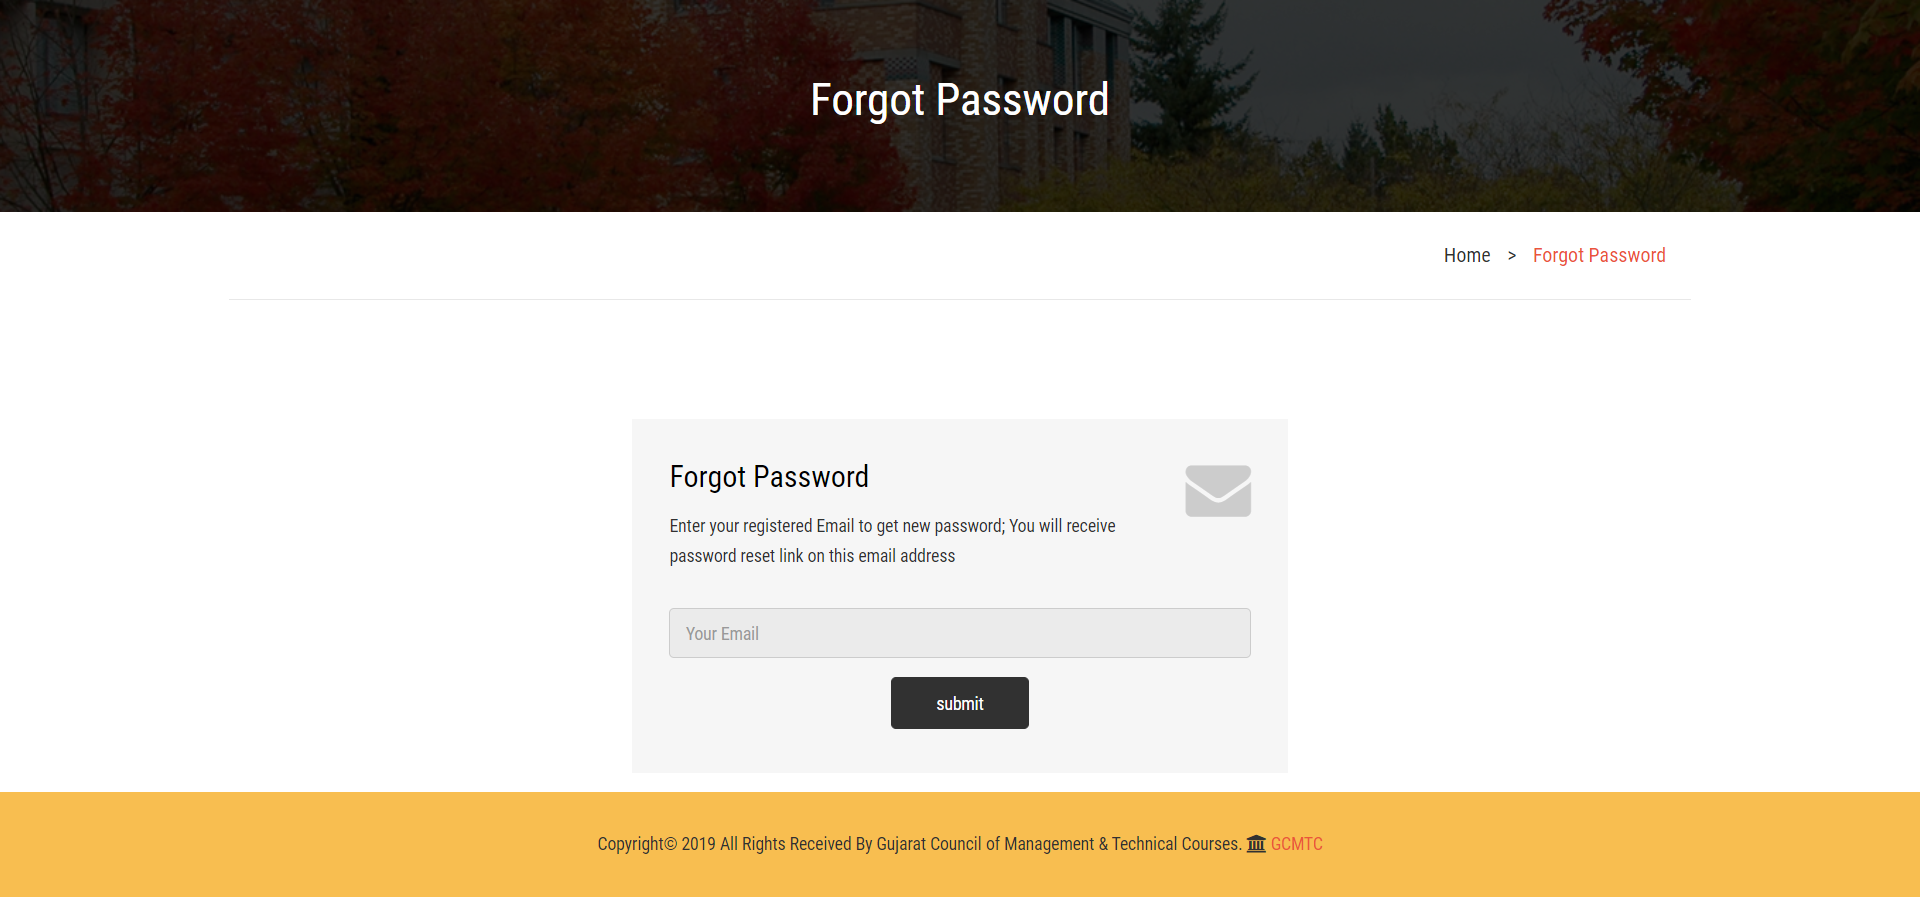 Forgot Password
Home > Forgot Password
Forgot Password
Enter your registered Email to get new password; You will receive
password reset link on this email address
Your Email
submit
Copyright© 2019 All Rights Received By Gujarat Council of Management & Technical Courses. GCMTC